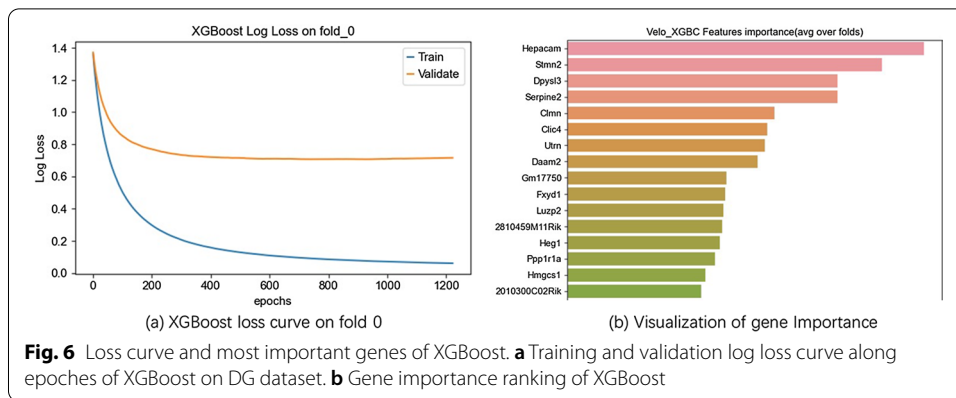 XGBoost Log Loss on fold_0
1.4
1.2
1.0
0.8
0.6
0.4
0.2
0.0
Log Loss
Train
Validate
0 200 400 600 800 1000 1200
epochs
(a) XGBoost loss curve on fold 0
Velo_XGBC Features importance(avg over folds)
Hepacam
Stmn2
Dpysl3
Serpine2
Clmn
Clic4
Utrn
Daam2
Gm17750
Fxyd1
Luzp2
2810459M11Rik
Heg1
Ppp1r1a
Hmgcs1
2010300C02Rik
(b) Visualization of gene Importance
Fig. 6 Loss curve and most important genes of XGBoost. a Training and validation log loss curve along
epoches of XGBoost on DG dataset. b Gene importance ranking of XGBoost